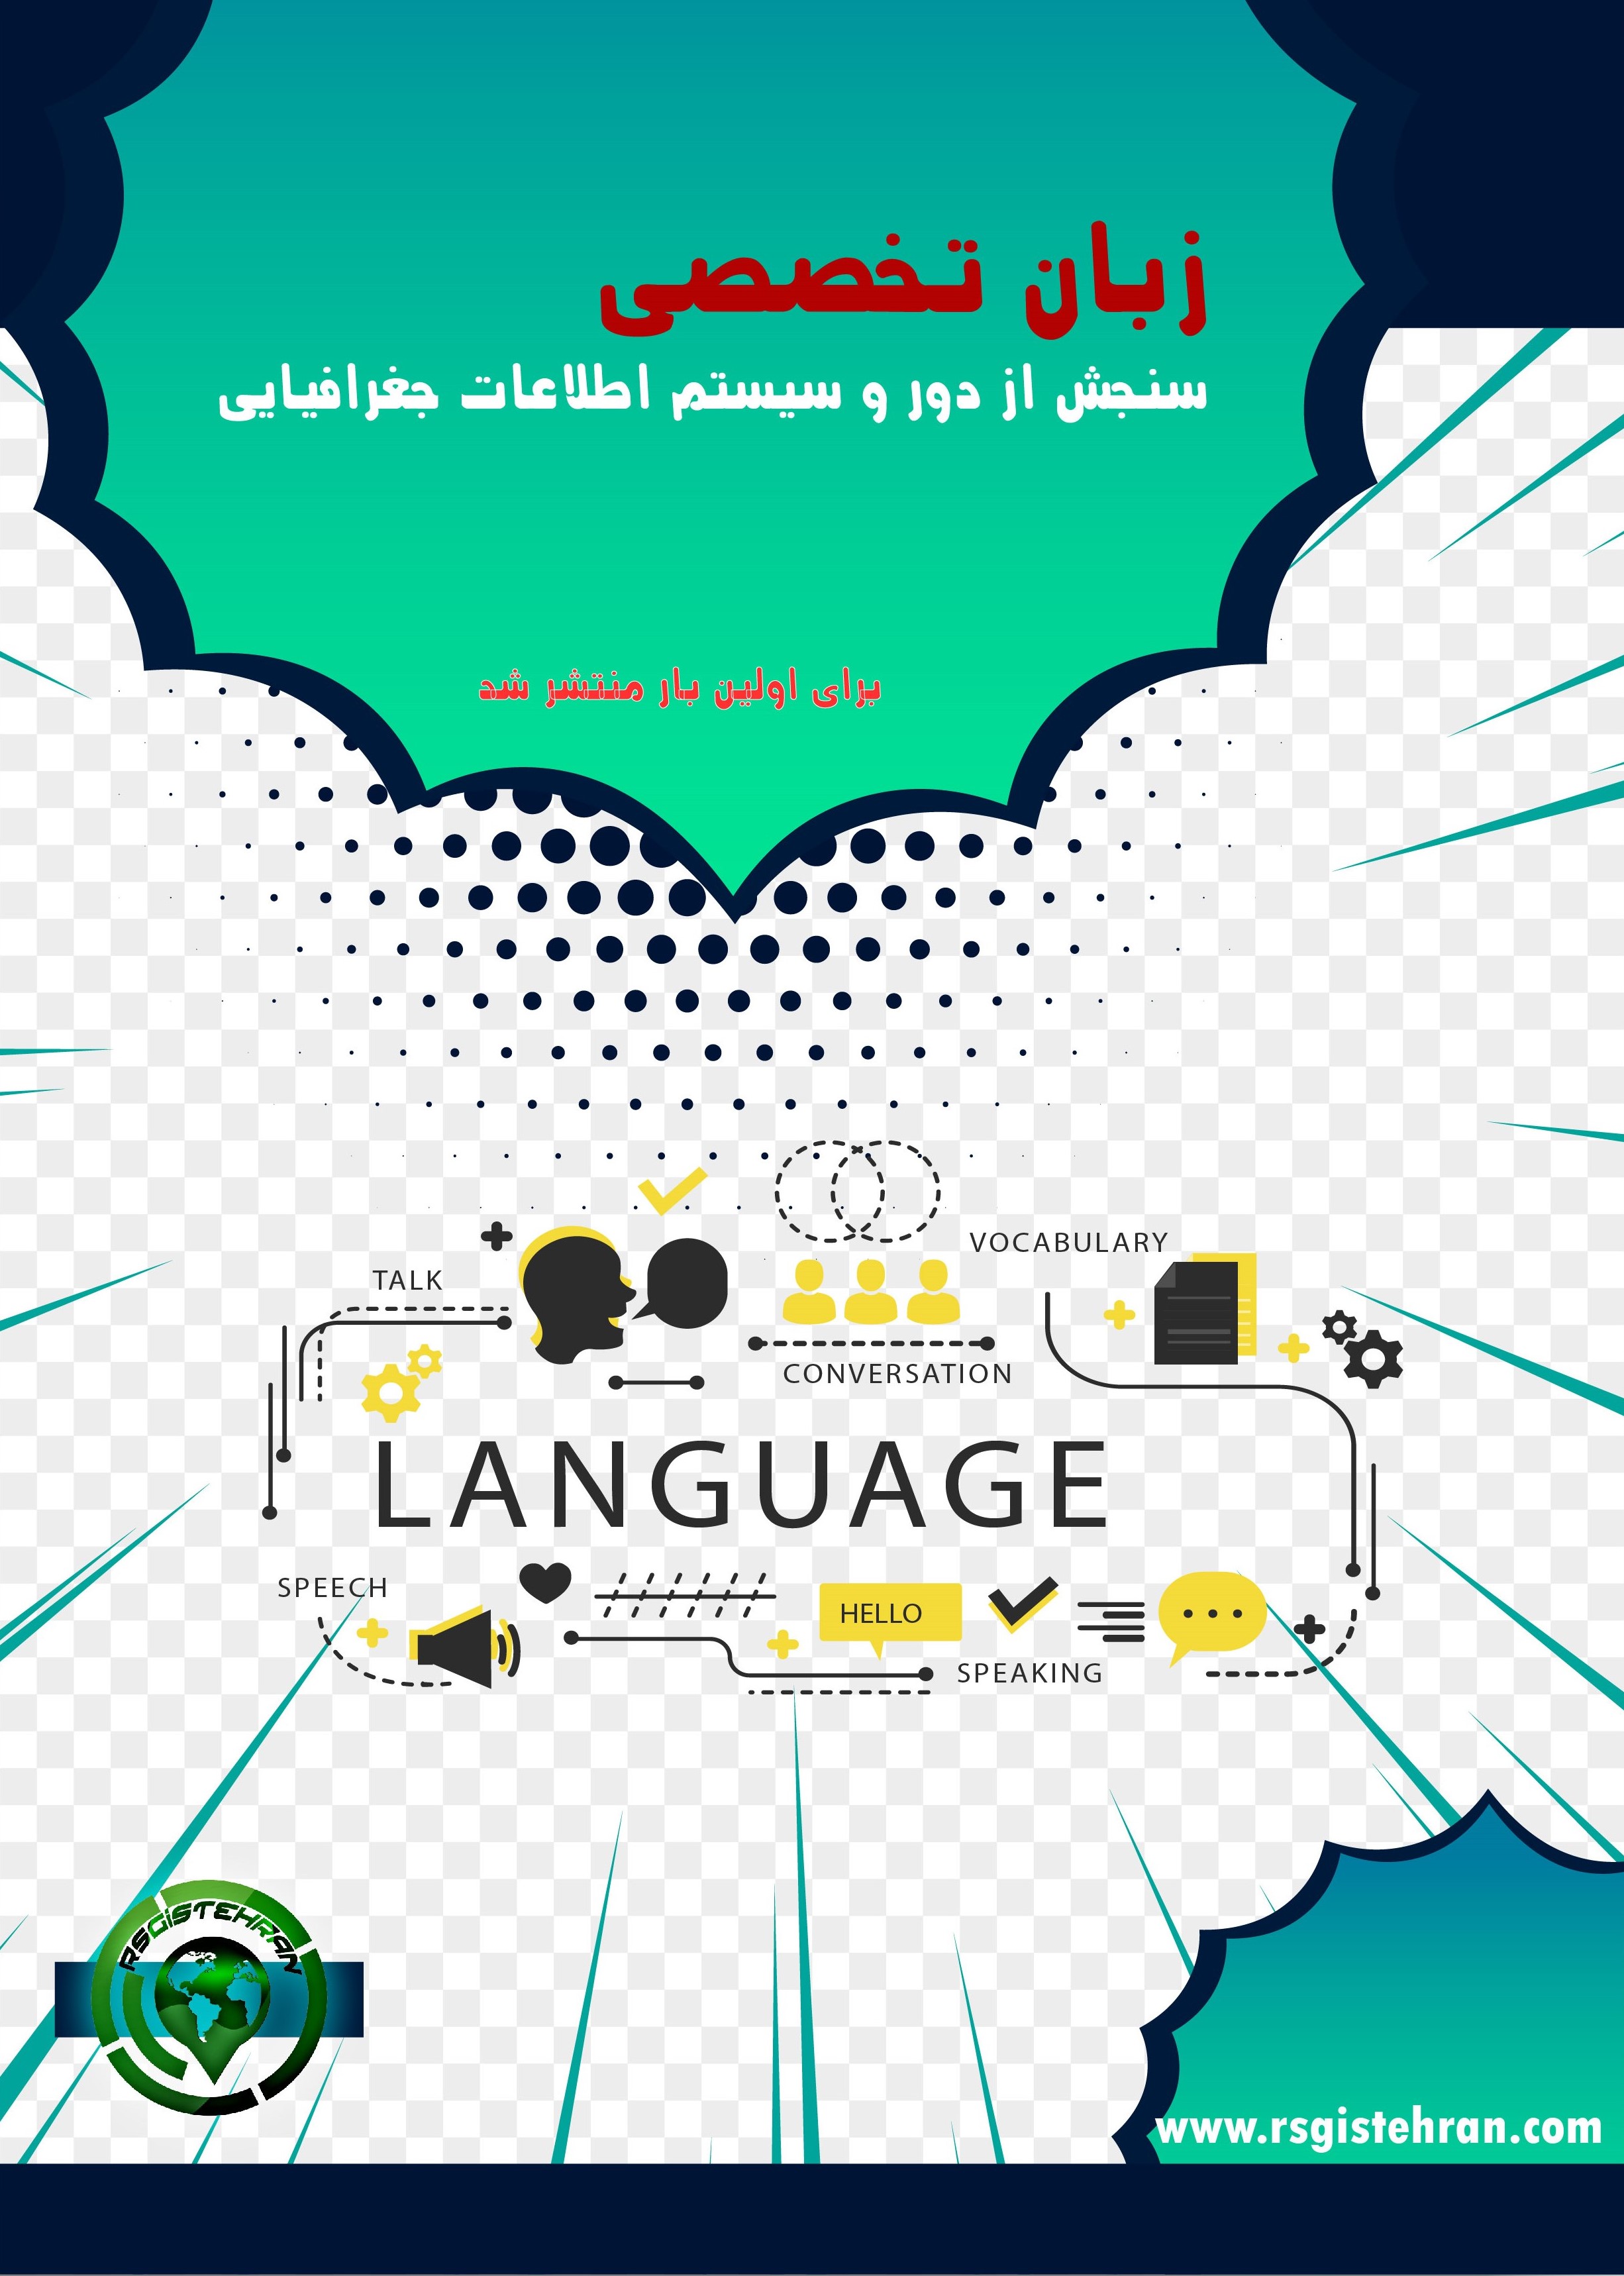 زبان تخصصی
سنجش از دور و سیستم اطلاعات جغرافیایی
برای اولین بار منتشر شد
VOCABULARY
TALK
CONVERSATION
LANGUAGE
SPEECH
HELLO
SPEAKING
RSGISTEHRAN
www.rsgistehran.com